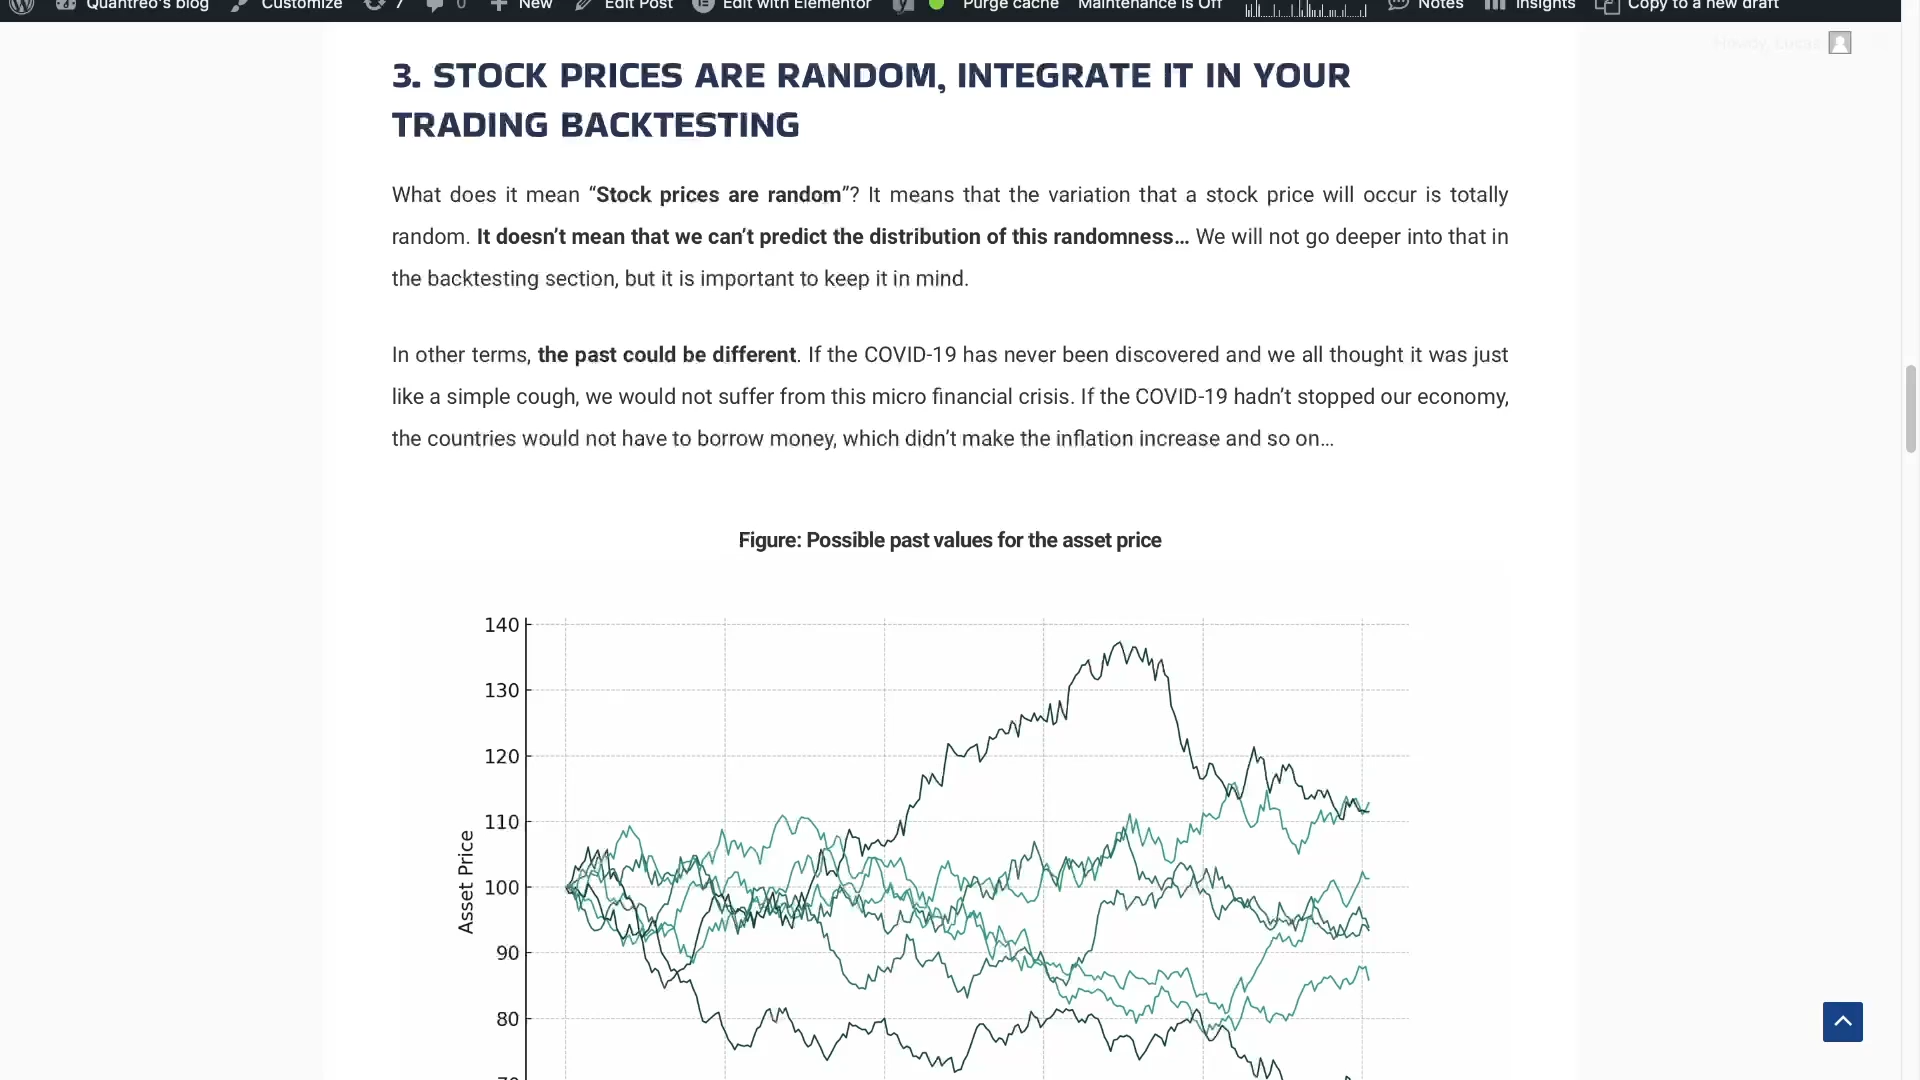 Quantreo's blog Customize 7 0 New Edit Post Edit with Elementor Purge cache Maintenance is Off Notes Insights Copy to a new draft
3. STOCK PRICES ARE RANDOM, INTEGRATE IT IN YOUR
TRADING BACKTESTING
What does it mean “Stock prices are random”? It means that the variation that a stock price will occur is totally
random. It doesn’t mean that we can’t predict the distribution of this randomness… We will not go deeper into that in
the backtesting section, but it is important to keep it in mind.
In other terms, the past could be different. If the COVID-19 has never been discovered and we all thought it was just
like a simple cough, we would not suffer from this micro financial crisis. If the COVID-19 hadn’t stopped our economy,
the countries would not have to borrow money, which didn’t make the inflation increase and so on…
Figure: Possible past values for the asset price
140
130
120
110
100
90
80
Asset Price